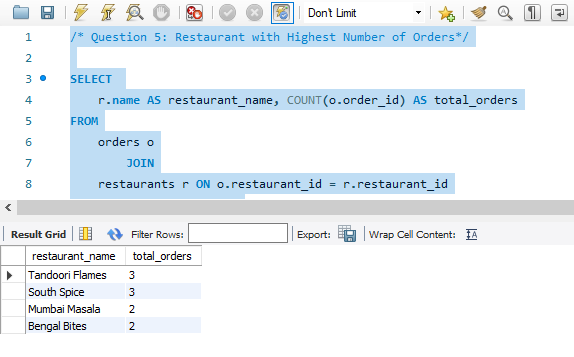 Don't Limit
1 /* Question 5: Restaurant with Highest Number of Orders*/
2
3 SELECT
4 r.name AS restaurant_name, COUNT(o.order_id) AS total_orders
5 FROM
6 orders o
7 JOIN
8 restaurants r ON o.restaurant_id = r.restaurant_id
Result Grid Filter Rows: Export: Wrap Cell Content: IA
restaurant_name total_orders
Tandoori Flames 3
South Spice 3
Mumbai Masala 2
Bengal Bites 2